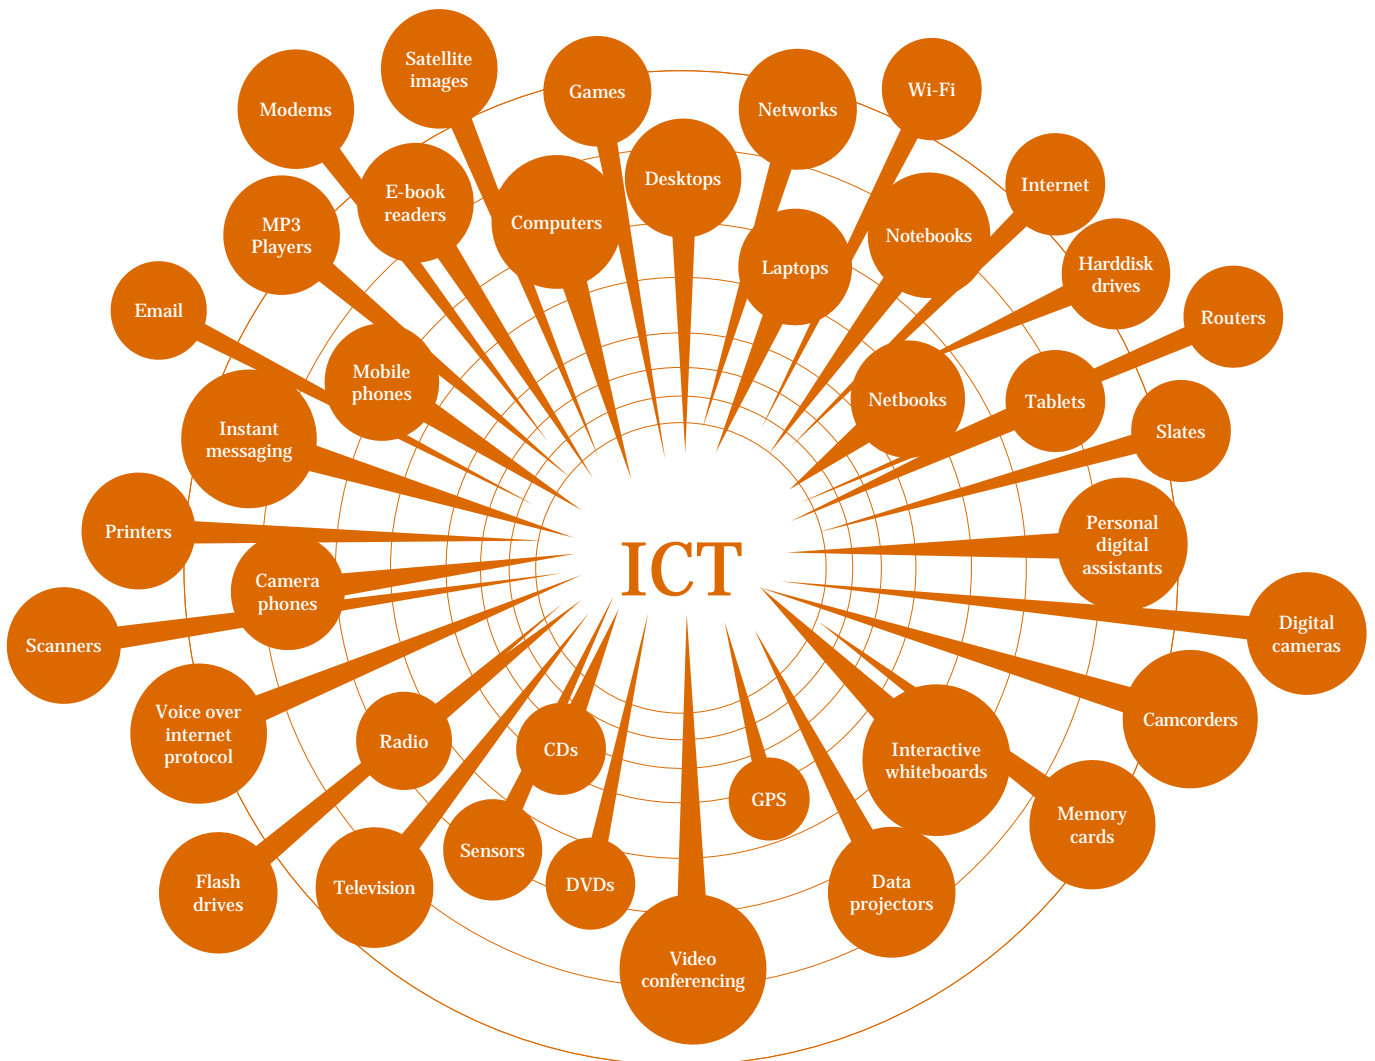 Satellite
images
Games
Networks
Wi-Fi
Modems
Desktops
Internet
E-book
readers
Computers
Notebooks
MP3
Players
Laptops
Harddisk
drives
Email
Routers
Mobile
phones
Netbooks
Tablets
Instant
messaging
Slates
Printers
Personal
digital
assistants
ICT
Camera
phones
Scanners
Digital
cameras
Voice over
internet
protocol
Radio
CDs
Interactive
whiteboards
Camcorders
GPS
Memory
cards
Sensors
Flash
drives
Television
DVDs
Data
projectors
Video
conferencing